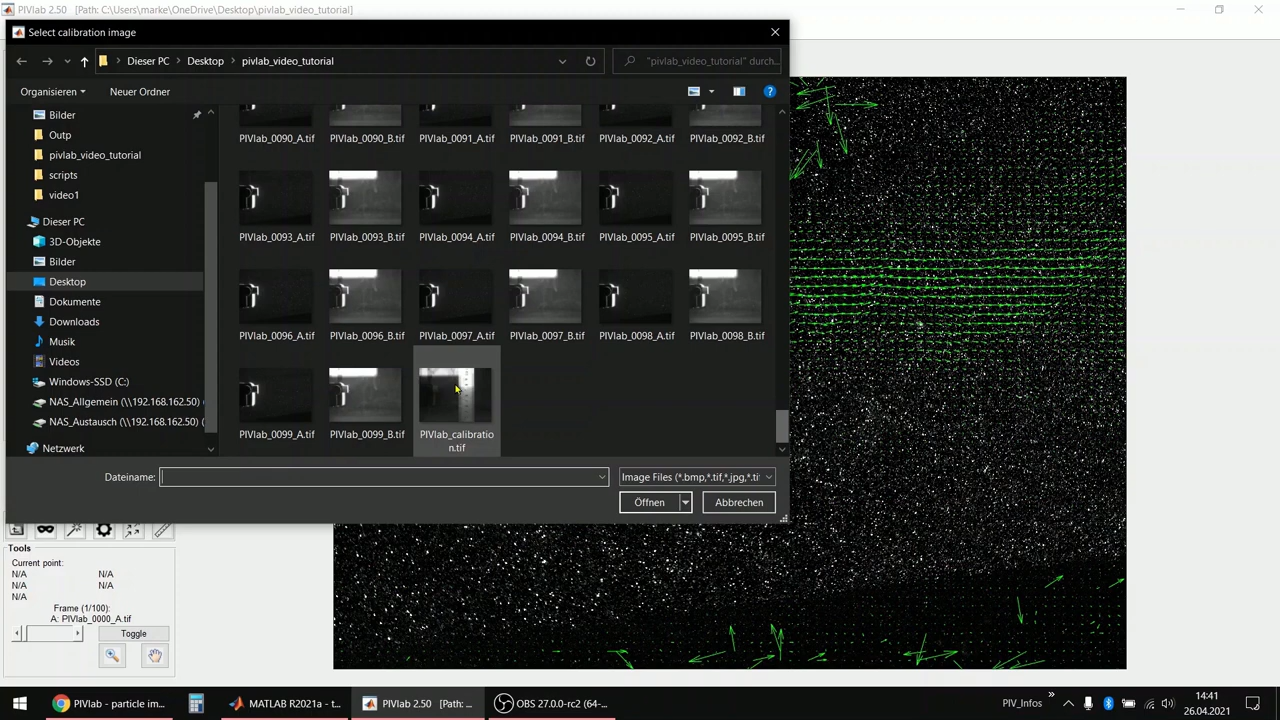 PIVlab 2.50 [Path: C:\Users\marke\OneDrive\Desktop\pivlab_video_tutorial]
Select calibration image
Dieser PC > Desktop > pivlab_video_tutorial
"pivlab_video_tutorial" durch...
Organisieren
Neuer Ordner
Bilder
Outp
pivlab_video_tutorial
scripts
video1
Dieser PC
3D-Objekte
Bilder
Desktop
Dokumente
Downloads
Musik
Videos
Windows-SSD (C:)
NAS_Allgemein (\\192.168.162.50) (
NAS_Austausch (\\192.168.162.50) (
Netzwerk
PIVlab_0090_A.tif PIVlab_0090_B.tif PIVlab_0091_A.tif PIVlab_0091_B.tif PIVlab_0092_A.tif PIVlab_0092_B.tif
PIVlab_0093_A.tif PIVlab_0093_B.tif PIVlab_0094_A.tif PIVlab_0094_B.tif PIVlab_0095_A.tif PIVlab_0095_B.tif
PIVlab_0096_A.tif PIVlab_0096_B.tif PIVlab_0097_A.tif PIVlab_0097_B.tif PIVlab_0098_A.tif PIVlab_0098_B.tif
PIVlab_0099_A.tif PIVlab_0099_B.tif PIVlab_calibratio
n.tif
Dateiname:
Image Files (*.bmp,*.tif,*.jpg,*.tif
Öffnen
Abbrechen
Tools
Current point:
N/A N/A
N/A N/A
N/A
Frame (1/100):
A: PIVlab_0000_A.tif
Toggle
PIVlab - particle im...
MATLAB R2021a - t...
PIVlab 2.50 [Path: ...
OBS 27.0.0-rc2 (64-...
PIV_Infos
14:41
26.04.2021